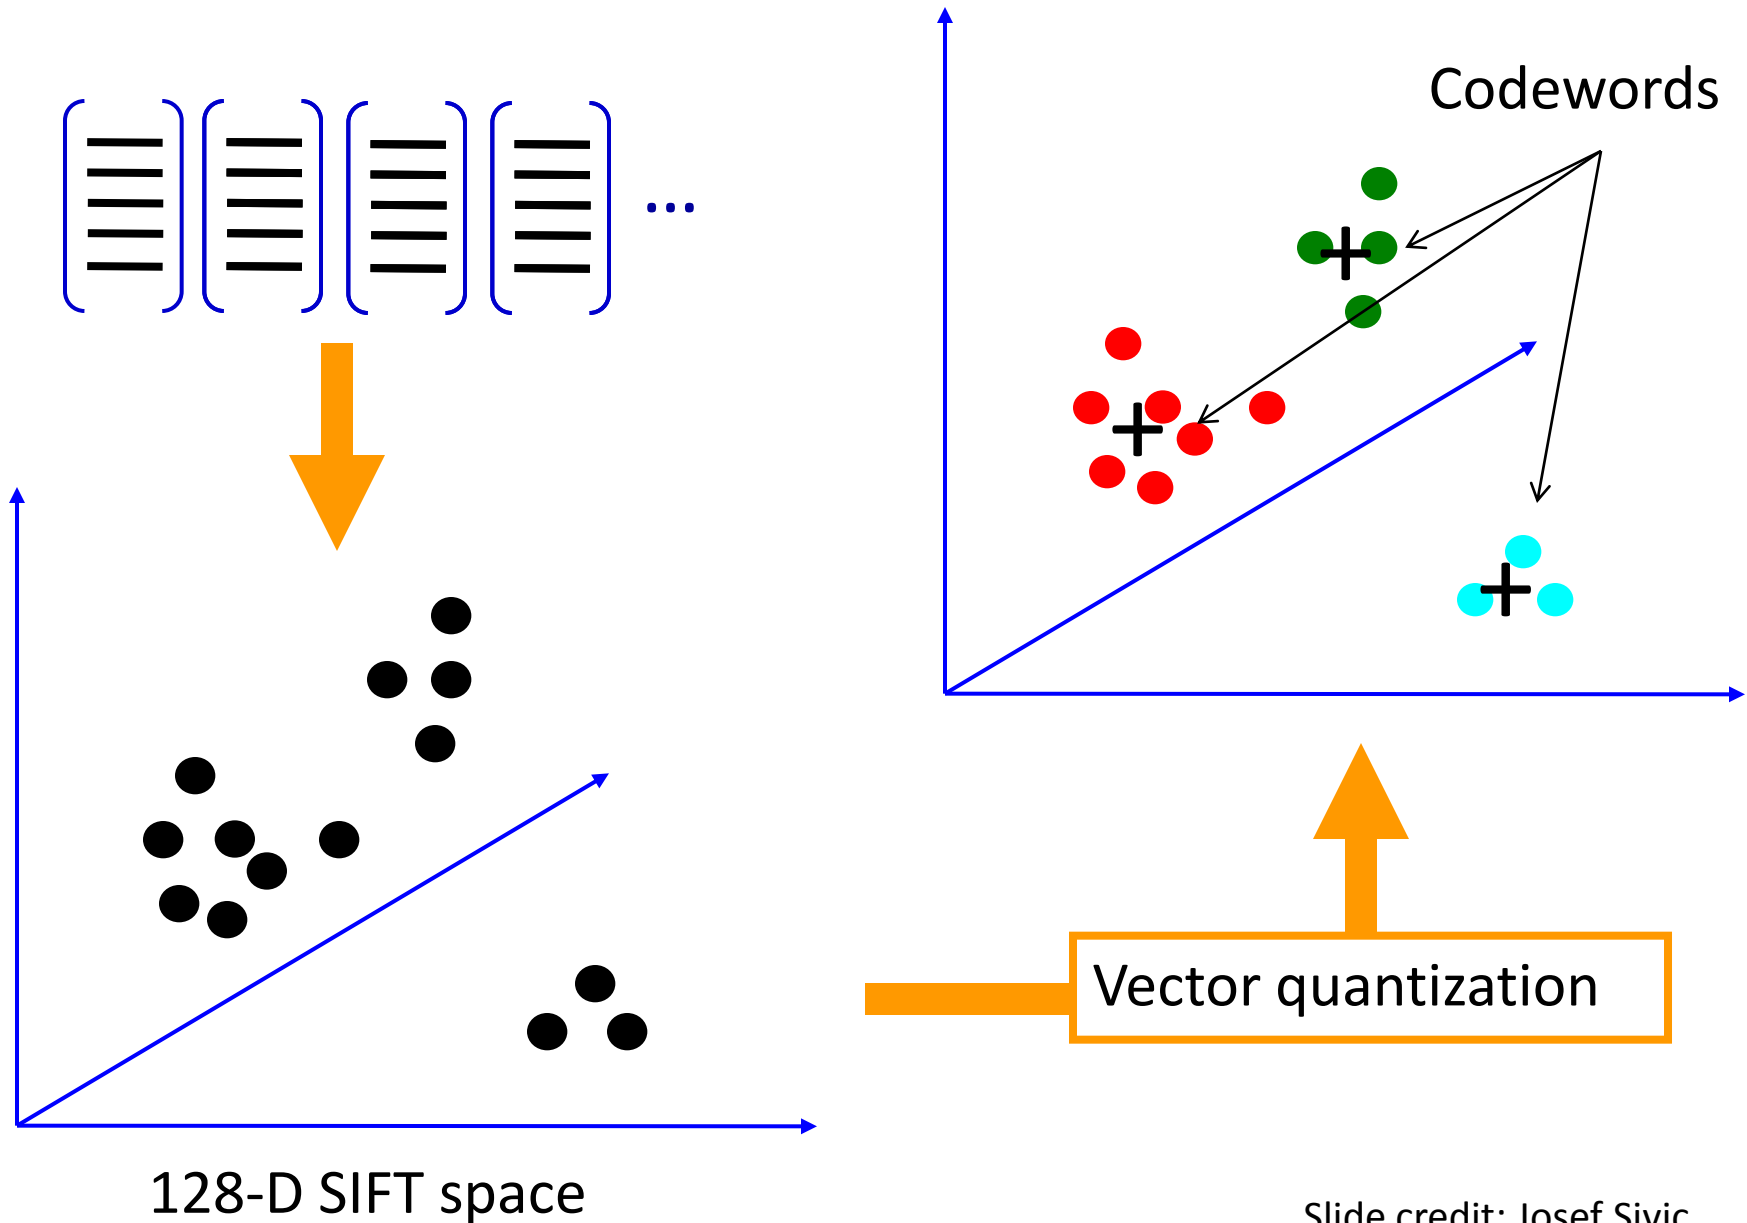 ...
Codewords
Vector quantization
128-D SIFT space
Slide credit: Josef Sivic